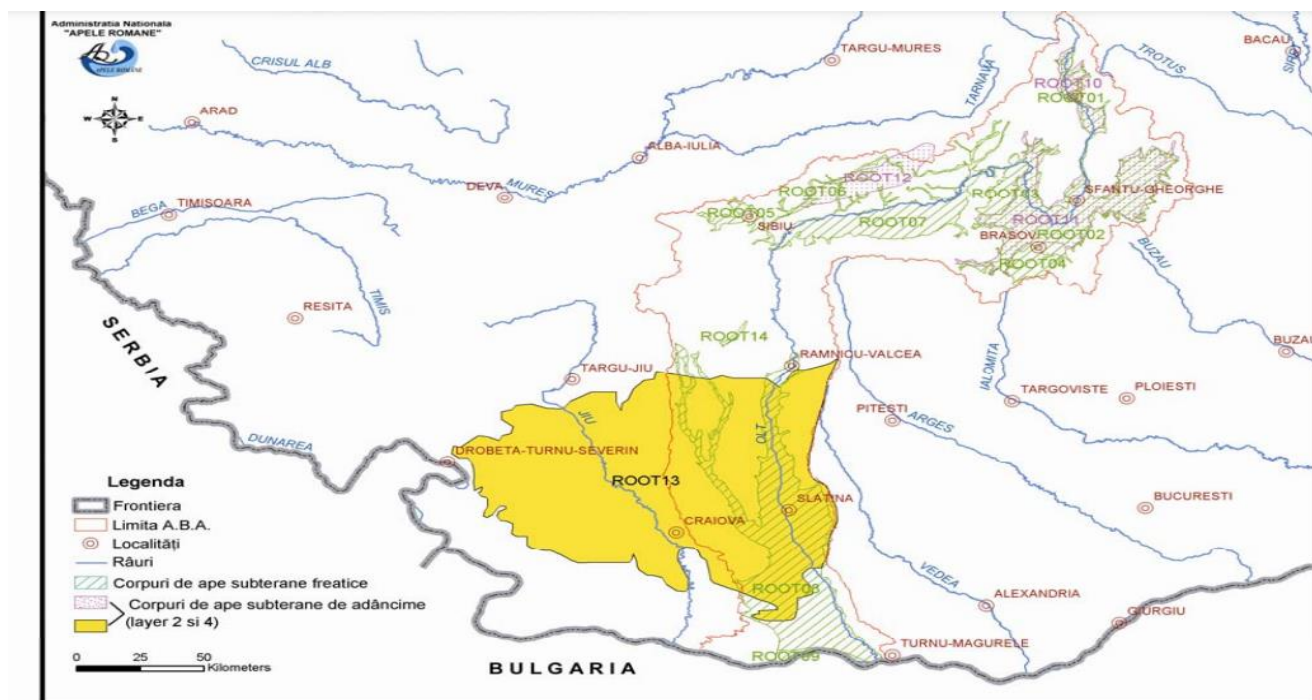 Administratia Nationala
"APELE ROMANE"
APELE ROMANE
N
W E
S
CRISUL ALB
TARGU-MURES
TROTUS
BACAU
ROOT10
ROOT01
TARNAVA
ARAD
ALBA-IULIA
DEVA
MURES
ROOT12
ROOT06
SFANTU-GHEORGHE
BEGA
TIMISOARA
ROOT05
SIBIU
ROOT07
ROOT11
BRASOV
ROOT02
ROOT04
BUZAU
TIMIS
RESITA
SERBIA
ROOT14
RAMNICU-VALCEA
IALOMITA
BUZAU
TARGU-JIU
TARGOVISTE
PLOIESTI
JIU
OLT
PITESTI
ARGES
DUNAREA
DROBETA-TURNU-SEVERIN
ROOT13
SLATINA
BUCURESTI
CRAIOVA
VEDEA
ALEXANDRIA
GIURGIU
TURNU-MAGURELE
ROOT09
BULGARIA
Legenda
Frontiera
Limita A.B.A.
Localităţi
Râuri
Corpuri de ape subterane freatice
Corpuri de ape subterane de adâncime
(layer 2 si 4)
0 25 50
Kilometers